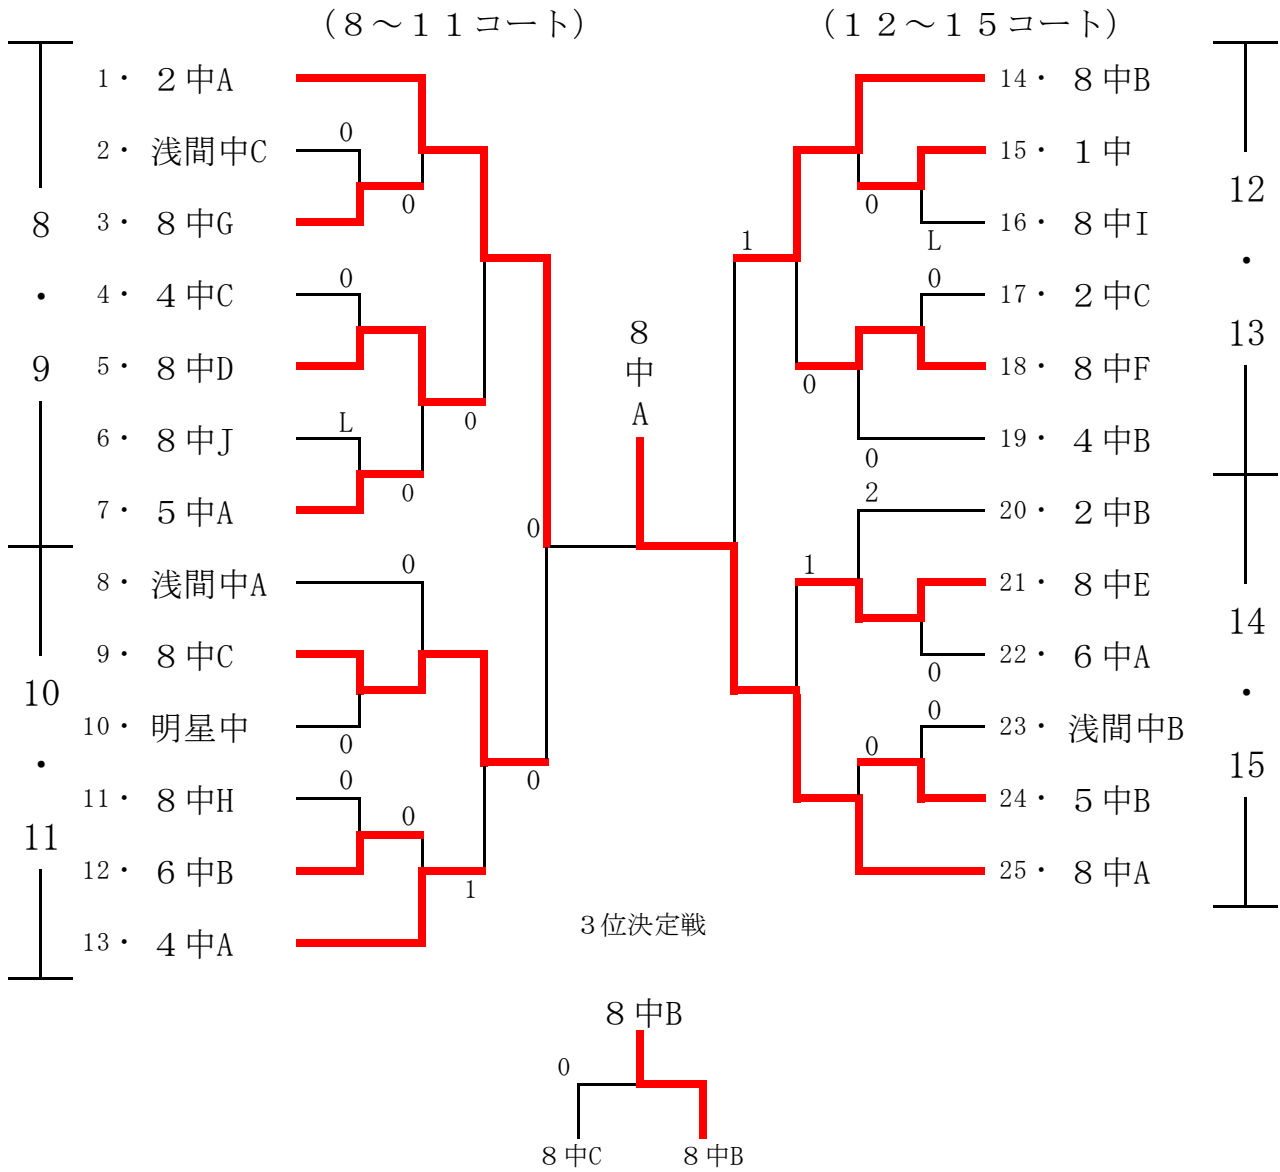 （８～１１コート）
（１２～１５コート）
1・ ２中A
2・ 浅間中C
3・ ８中G
4・ ４中C
5・ ８中D
6・ ８中J
7・ ５中A
8・ 浅間中A
9・ ８中C
10・ 明星中
11・ ８中H
12・ ６中B
13・ ４中A
8
・
9
10
・
11
0
0
0
L
0
0
0
0
0
0
0
1
0
0
８中A
1
0
L
0
0
0
2
1
0
0
0
14・ ８中B
15・ １中
16・ ８中I
17・ ２中C
18・ ８中F
19・ ４中B
20・ ２中B
21・ ８中E
22・ ６中A
23・ 浅間中B
24・ ５中B
25・ ８中A
12
・
13
14
・
15
３位決定戦
８中B
0
８中C
８中B